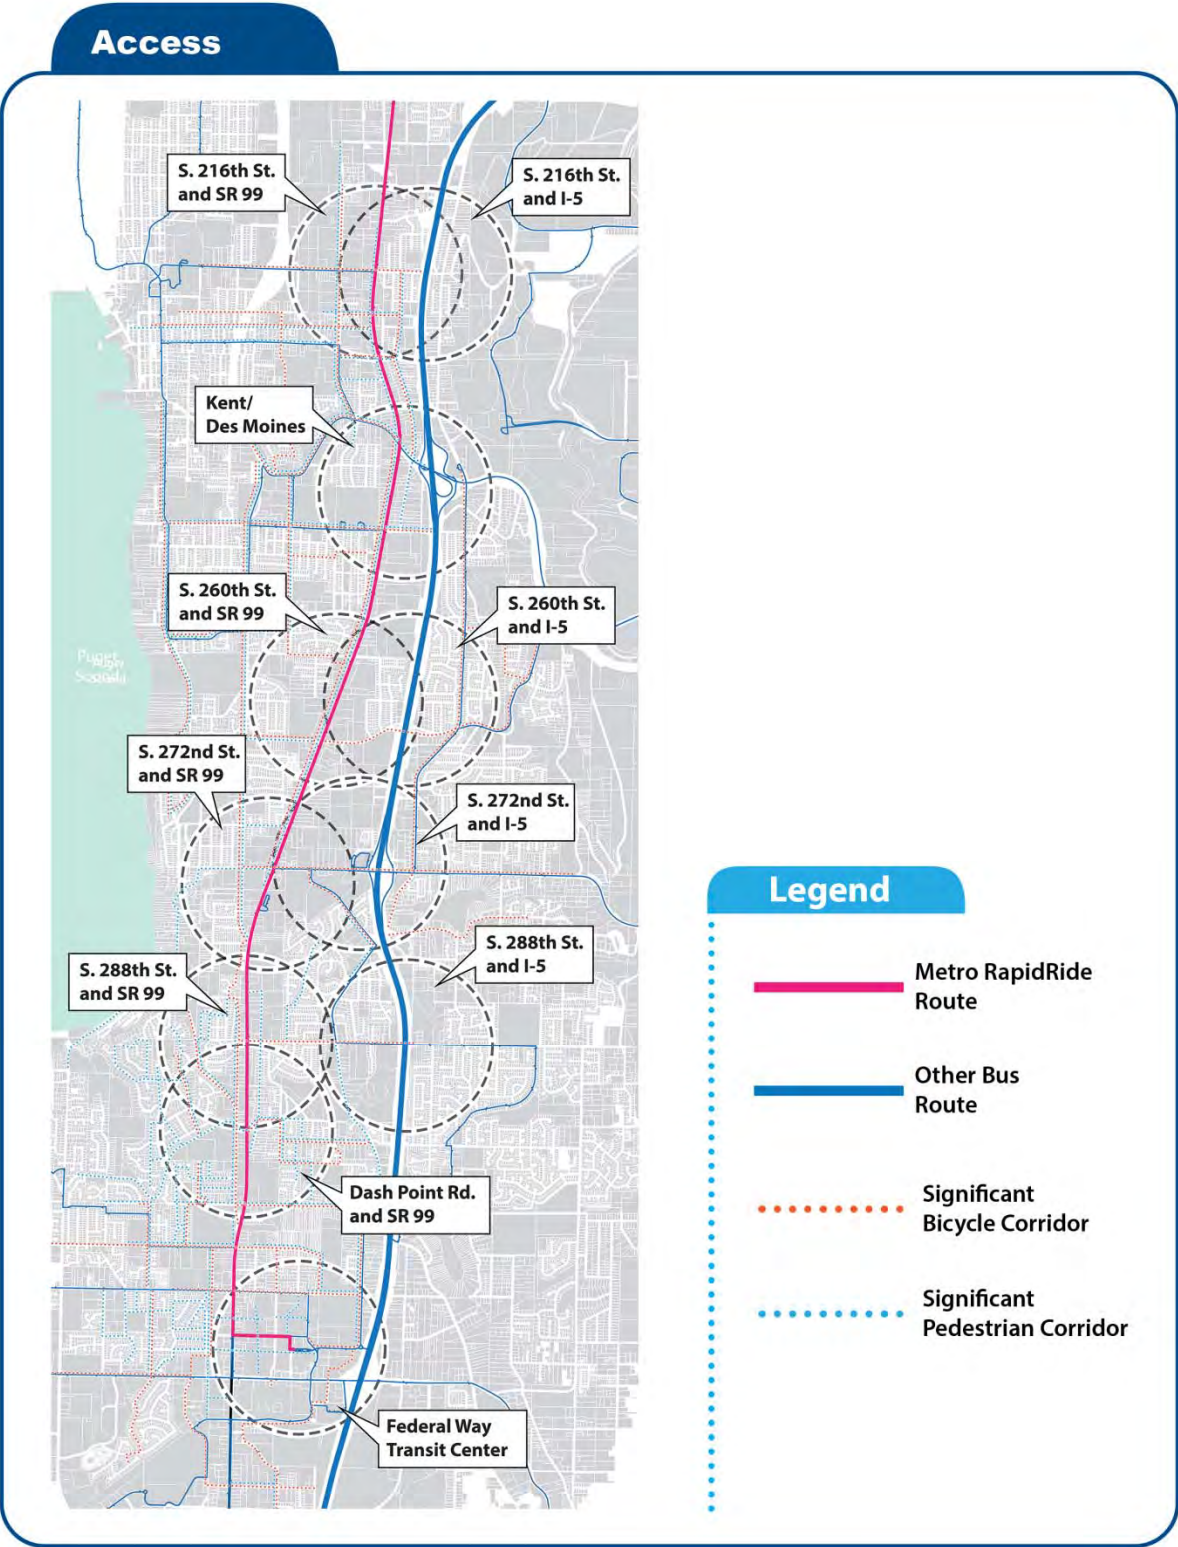 Access
S. 216th St.
and SR 99
S. 216th St.
and I-5
Kent/
Des Moines
S. 260th St.
and SR 99
S. 260th St.
and I-5
S. 272nd St.
and SR 99
S. 272nd St.
and I-5
S. 288th St.
and SR 99
S. 288th St.
and I-5
Dash Point Rd.
and SR 99
Federal Way
Transit Center
Legend
Metro RapidRide
Route
Other Bus
Route
Significant
Bicycle Corridor
Significant
Pedestrian Corridor